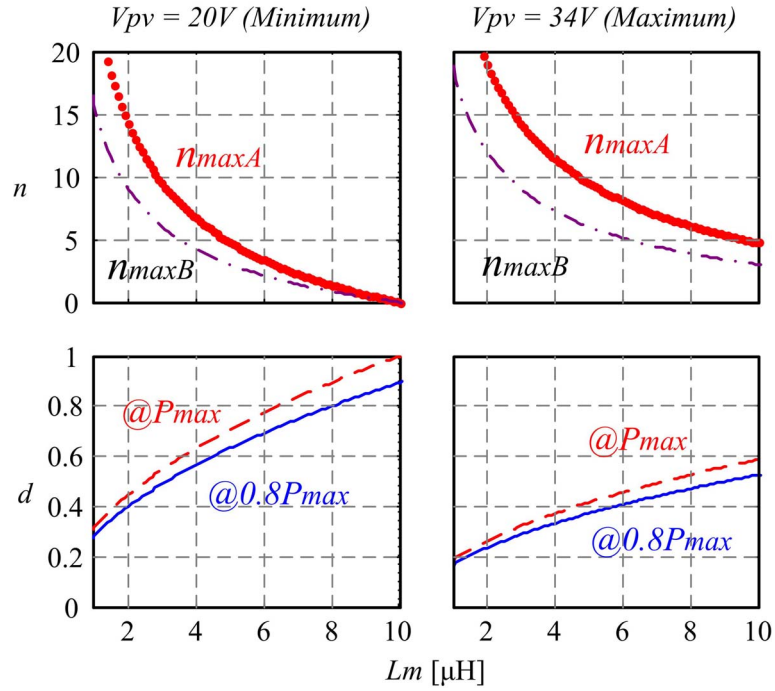 Vpv = 20V (Minimum) Vpv = 34V (Maximum)
20
15
10
5
0
n
nmaxA
nmaxB
nmaxA
nmaxB
1
0.8
0.6
0.4
0.2
0
d
@Pmax
@0.8Pmax
@Pmax
@0.8Pmax
2 4 6 8 10 2 4 6 8 10
Lm [µH]